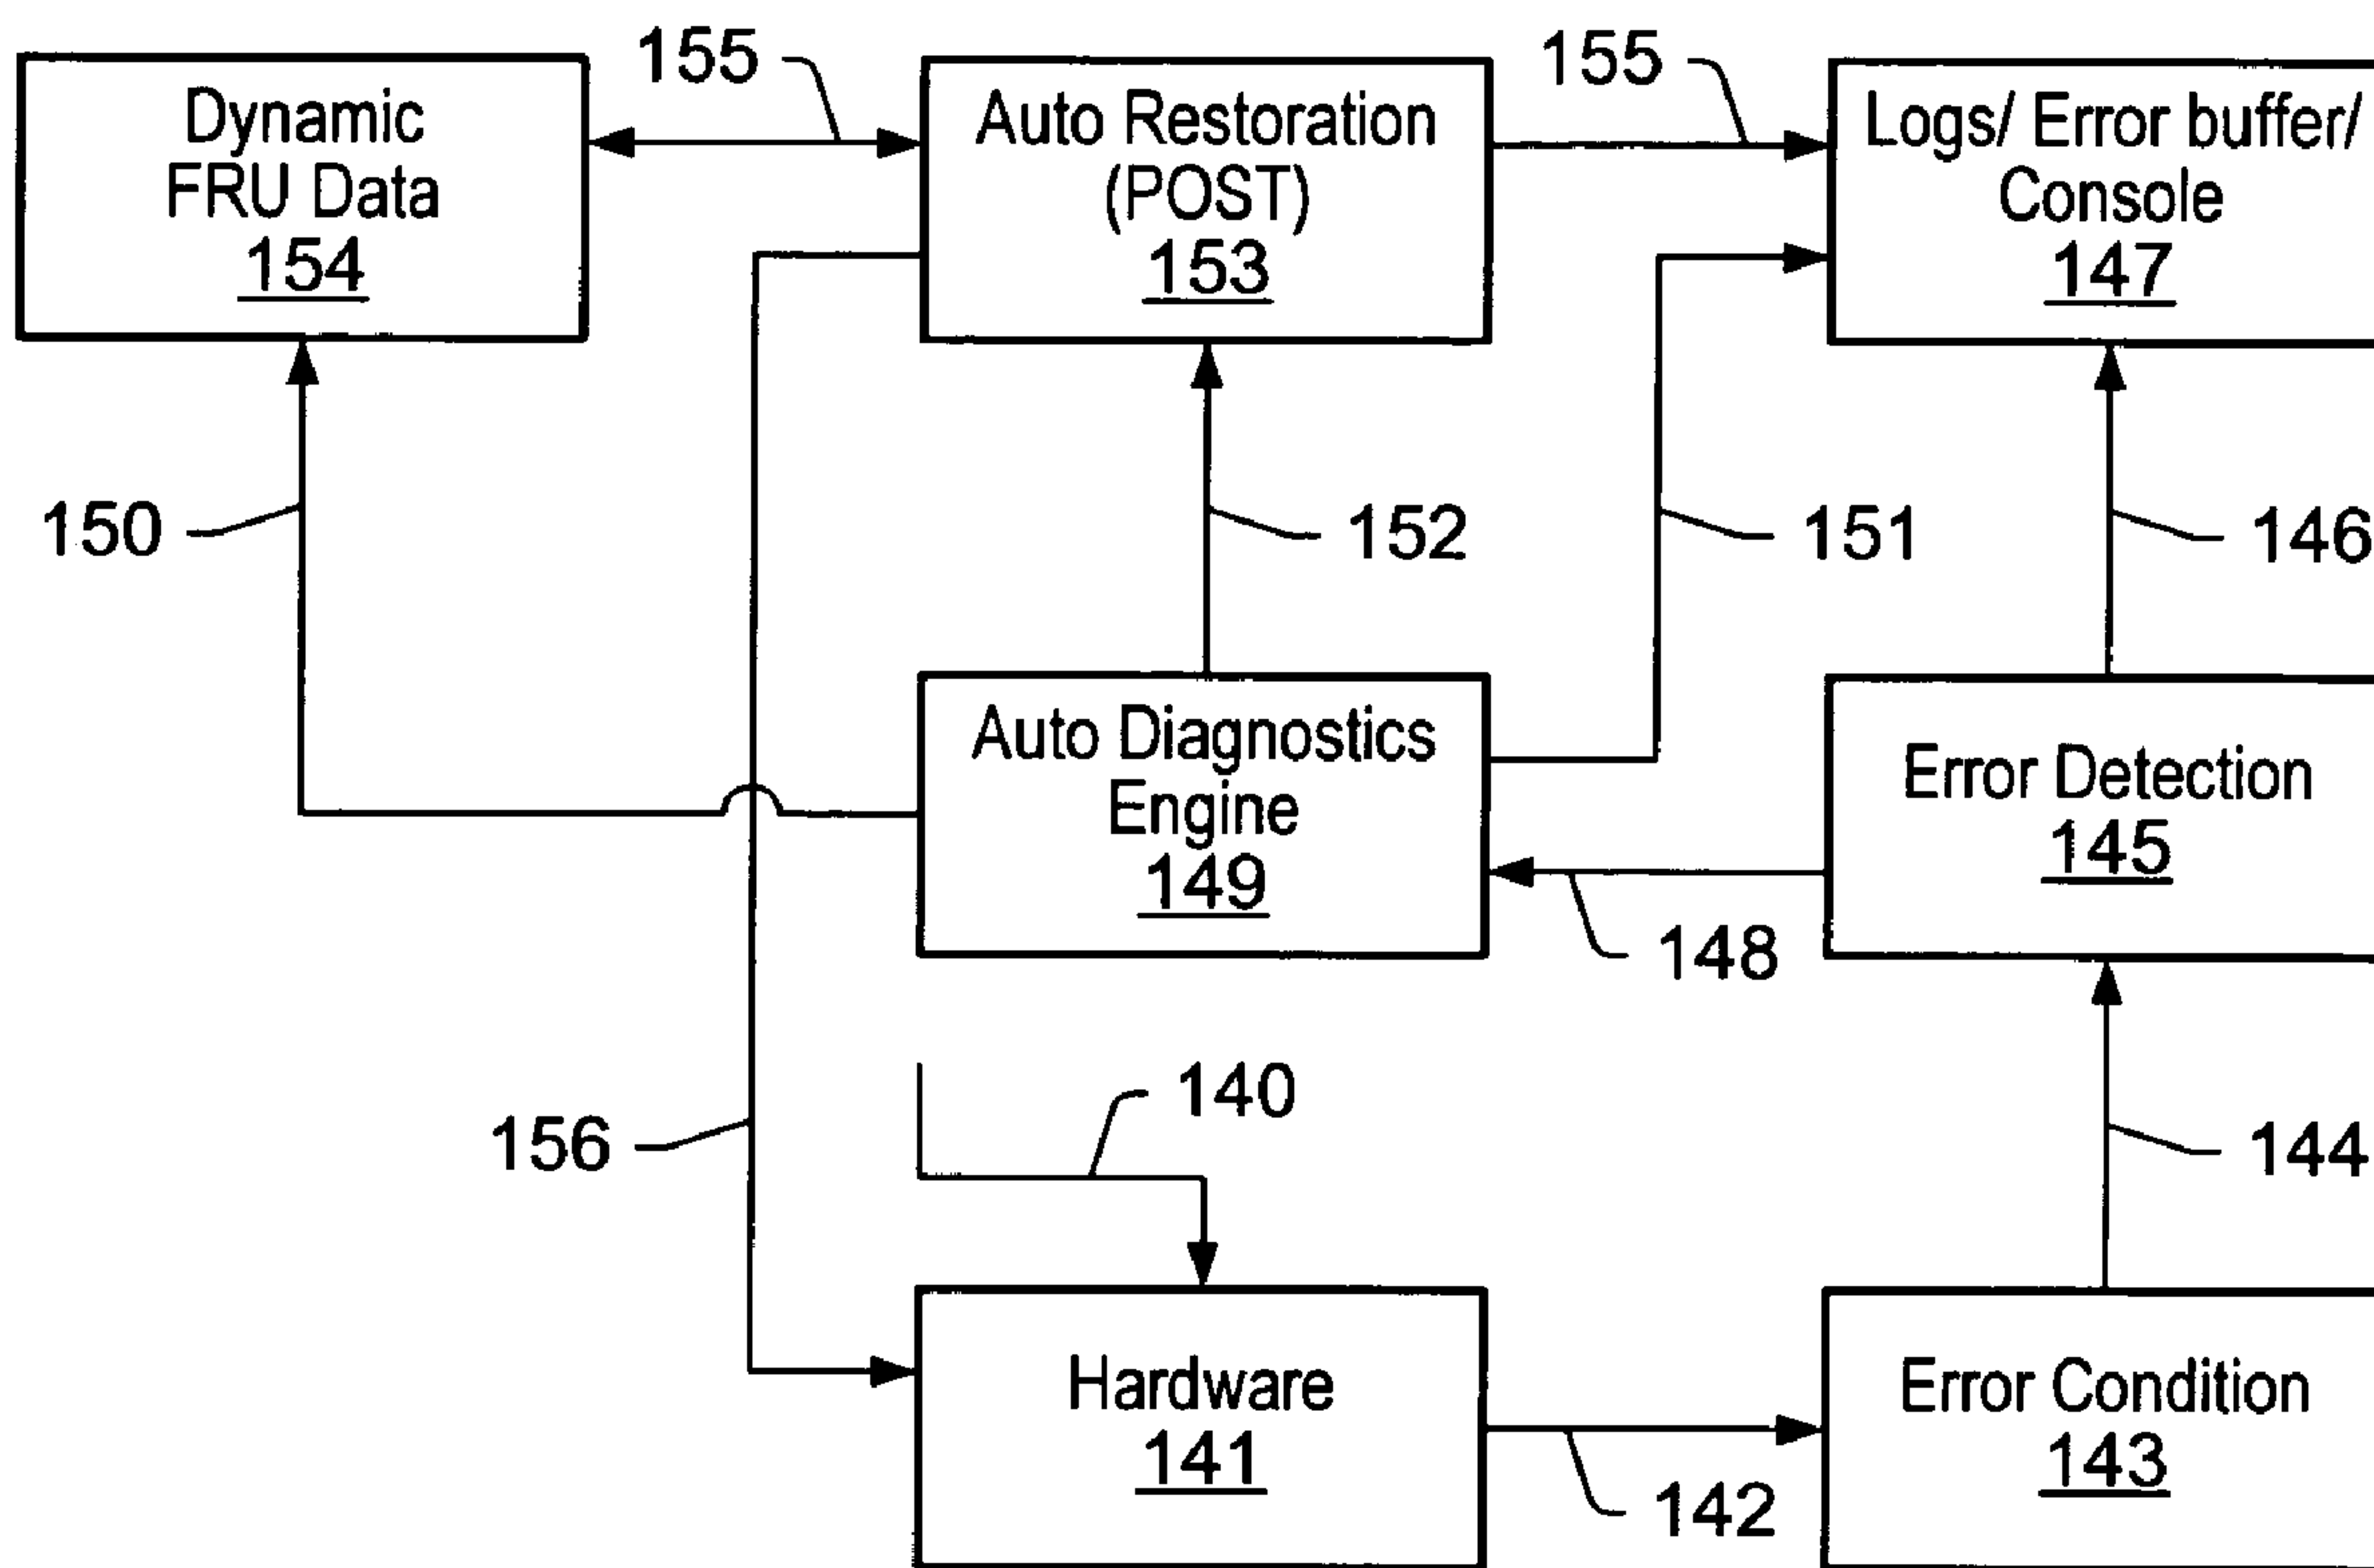 155
155
Dynamic
FRU Data
154
Auto Restoration
(POST)
153
Logs/ Error buffer/
Console
147
150
152
151
146
Auto Diagnostics
Engine
149
Error Detection
145
148
156
140
144
Hardware
141
Error Condition
143
142